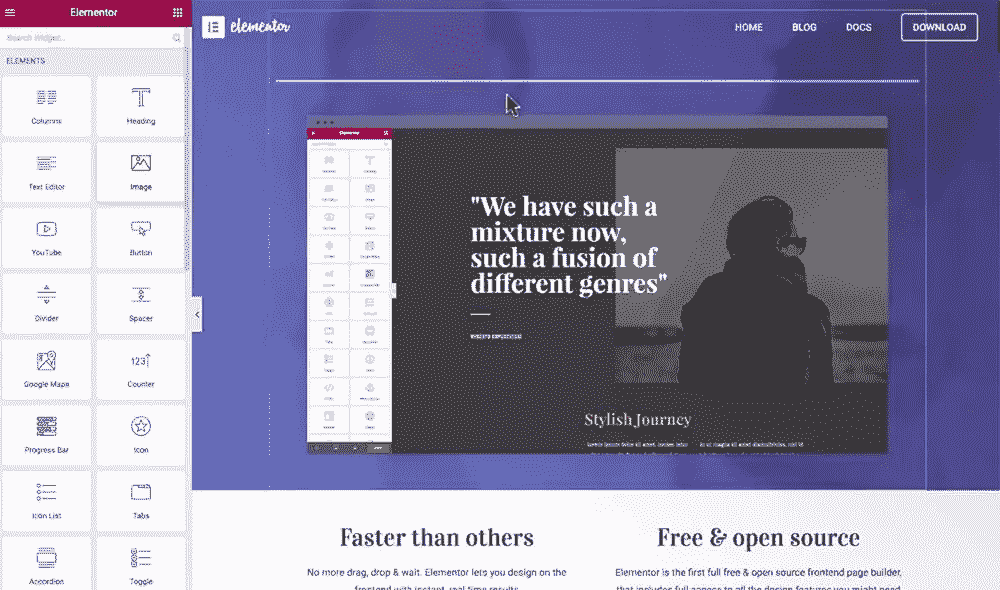 Elementor
Search Widget...
ELEMENTS
Columns
Heading
Text Editor
Image
YouTube
Button
Divider
Spacer
Google Maps
123
Counter
Progress Bar
Icon
Icon List
Tabs
Accordion
Toggle
elementor
HOME
BLOG
DOCS
DOWNLOAD
Elementor
"We have such a
mixture now,
such a fusion of
different genres"
Stylish Journey
Faster than others
No more drag, drop & wait. Elementor lets you design on the
frontend with instant, real time results.
Free & open source
Elementor is the first full free & open source frontend page builder,
that includes full access to all the design features you might need